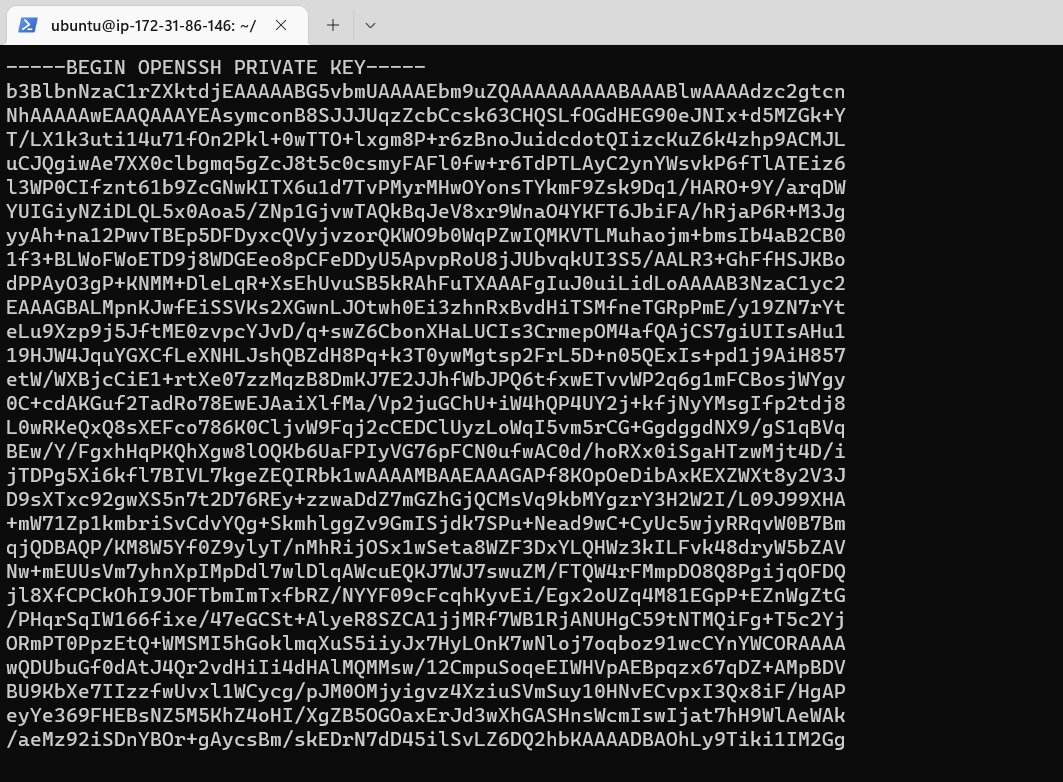 ubuntu@ip-172-31-86-146: ~/
-----BEGIN OPENSSH PRIVATE KEY-----
b3BlbnNzaC1rZXktdjEAAAAABG5vbmUAAAAEbm9uZQAAAAAAAAABAAABlwAAAAdzc2gtcn
NhAAAAAwEAAQAAAYEAsymconB8SJJJUqzZcbCcsk63CHQSLfOGdHEG90eJNIx+d5MZGk+Y
T/LX1k3uti14u71fOn2Pkl+0wTTO+lxgm8P+r6zBnoJuidcdotQIizcKuZ6k4zhp9ACMJL
uCJQgiwAe7XX0clbgmq5gZcJ8t5c0csmyFAFl0fw+r6TdPTLAyC2ynYWsvkP6fTlATEiz6
l3WP0CIfznt61b9ZcGNwKITX6u1d7TvPMyrMHwOYonsTYkmF9Zsk9Dq1/HARO+9Y/arqDW
YUIGiyNZiDLQL5x0Aoa5/ZNp1GjvwTAQkBqJeV8xr9WnaO4YKFT6JbiFA/hRjaP6R+M3Jg
yyAh+na12PwvTBEp5DFDyxcQVyjvzorQKWO9b0WqPZwIQMKVTLMuhaojm+bmsIb4aB2CB0
1f3+BLWoFWoETD9j8WDGEeo8pCFeDDyU5ApvpRoU8jJUbvqkUI3S5/AALR3+GhFfHSJKBo
dPPAyO3gP+KNMM+DleLqR+XsEhUvuSB5kRAhFuTXAAAFgIuJ0uiLidLoAAAAB3NzaC1yc2
EAAAGBALMpnKJwfEiSSVKs2XGwnLJOtwh0Ei3zhnRxBvdHiTSMfneTGRpPmE/y19ZN7rYt
eLu9Xzp9j5JftME0zvpcYJvD/q+swZ6CbonXHaLUCIs3CrmepOM4afQAjCS7giUIIsAHu1
19HJW4JquYGXCfLeXNHLJshQBZdH8Pq+k3T0ywMgtsp2FrL5D+n05QExIs+pd1j9AiH857
etW/WXBjcCiE1+rtXe07zzMqzB8DmKJ7E2JJhfWbJPQ6tfxwETvvWP2q6g1mFCBosjWYgy
0C+cdAKGuf2TadRo78EwEJAaiXlfMa/Vp2juGChU+iW4hQP4UY2j+kfjNyYMsgIfp2tdj8
L0wRKeQxQ8sXEFco786K0CljvW9Fqj2cCEDClUyzLoWqI5vm5rCG+GgdggdNX9/gS1qBVq
BEw/Y/FgxhHqPKQhXgw8lOQKb6UaFPIyVG76pFCN0ufwAC0d/hoRXx0iSgaHTzwMjt4D/i
jTDPg5Xi6kfl7BIVL7kgeZEQIRbk1wAAAAMBAAEAAAGAPf8KOpOeDibAxKEXZWXt8y2V3J
D9sXTxc92gwXS5n7t2D76REy+zzwaDdZ7mGZhGjQCMsVq9kbMYgzrY3H2W2I/L09J99XHA
+mW71Zp1kmbriSvCdvYQg+SkmhlggZv9GmISjdk7SPu+Nead9wC+CyUc5wjyRRqvW0B7Bm
qjQDBAQP/KM8W5Yf0Z9ylyT/nMhRijOSx1wSeta8WZF3DxYLQHWz3kILFvk48dryW5bZAV
Nw+mEUUsVm7yhnXpIMpDdl7wlDlqAWcuEQKJ7WJ7swuZM/FTQW4rFMmpDO8Q8PgijqOFDQ
jl8XfCPCkOhI9JOFTbmImTxfbRZ/NYYF09cFcqhKyvEi/Egx2oUZq4M81EGpP+EZnWgZtG
/PHqrSqIW166fixe/47eGCSt+AlyeR8SZCA1jjMRf7WB1RjANUHgC59tNTMQiFg+T5c2Yj
ORmPT0PpzEtQ+WMSMI5hGoklmqXuS5iiyJx7HyLOnK7wNloj7oqboz91wcCYnYWCORAAAA
wQDUbuGf0dAtJ4Qr2vdHiIi4dHAlMQMMsw/12CmpuSoqeEIWHVpAEBpqzx67qDZ+AMpBDV
BU9KbXe7IIzzfwUvxl1WCycg/pJM0OMjyigvz4XziuSVmSuy10HNvECvpxI3Qx8iF/HgAP
eyYe369FHEBsNZ5M5KhZ4oHI/XgZB5OGOaxErJd3wXhGASHnsWcmIswIjat7hH9WlAeWAk
/aeMz92iSDnYBOr+gAycsBm/skEDrN7dD45ilSvLZ6DQ2hbKAAAADBAOhLy9Tiki1IM2Gg